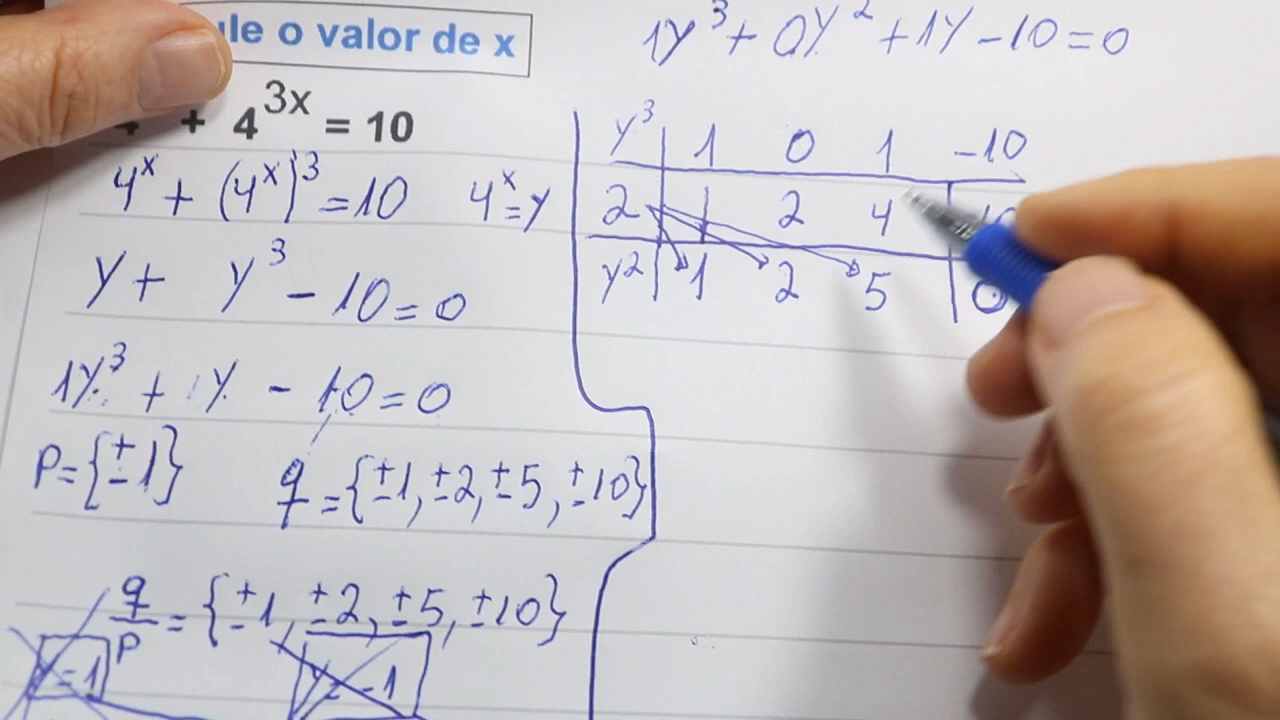 le o valor de x
+ 4^3x = 10
4^x + (4^x)^3 = 10 4^x = y
y + y^3 - 10 = 0
1y^3 + y - 10 = 0
P = {±1} q = {±1, ±2, ±5, ±10}
q/p = {±1, ±2, ±5, ±10}
1y^3 + 0y^2 + 1y - 10 = 0
y^3 1 0 1 -10
2 1 2 4 10
y^2 1 2 5 0